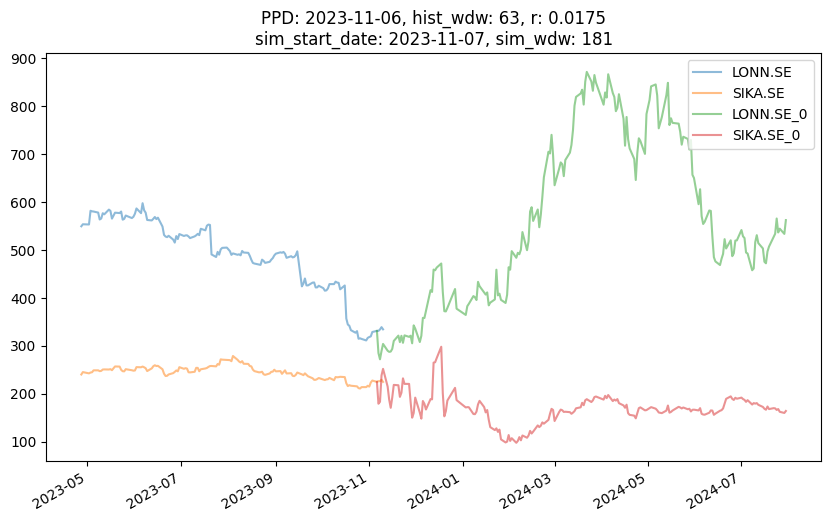 PPD: 2023-11-06, hist_wdw: 63, r: 0.0175
sim_start_date: 2023-11-07, sim_wdw: 181
LONN.SE
SIKA.SE
LONN.SE_0
SIKA.SE_0
900
800
700
600
500
400
300
200
100
2023-05
2023-07
2023-09
2023-11
2024-01
2024-03
2024-05
2024-07